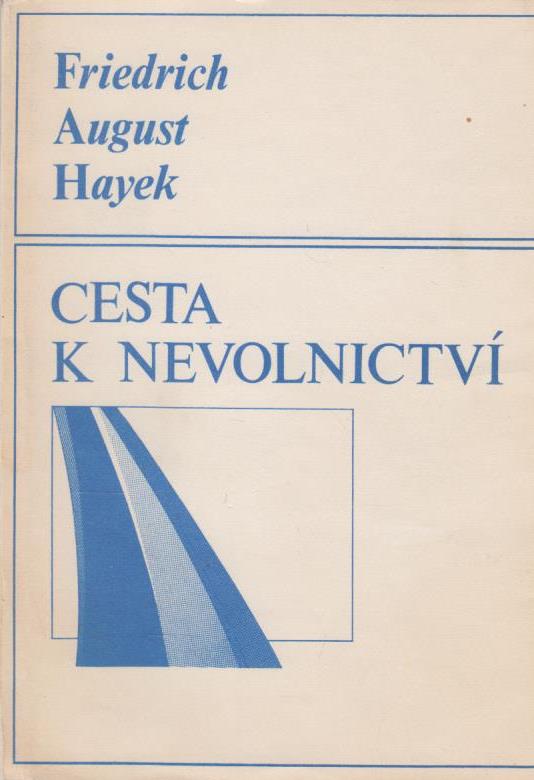 Friedrich
August
Hayek
CESTA
K NEVOLNICTVÍ